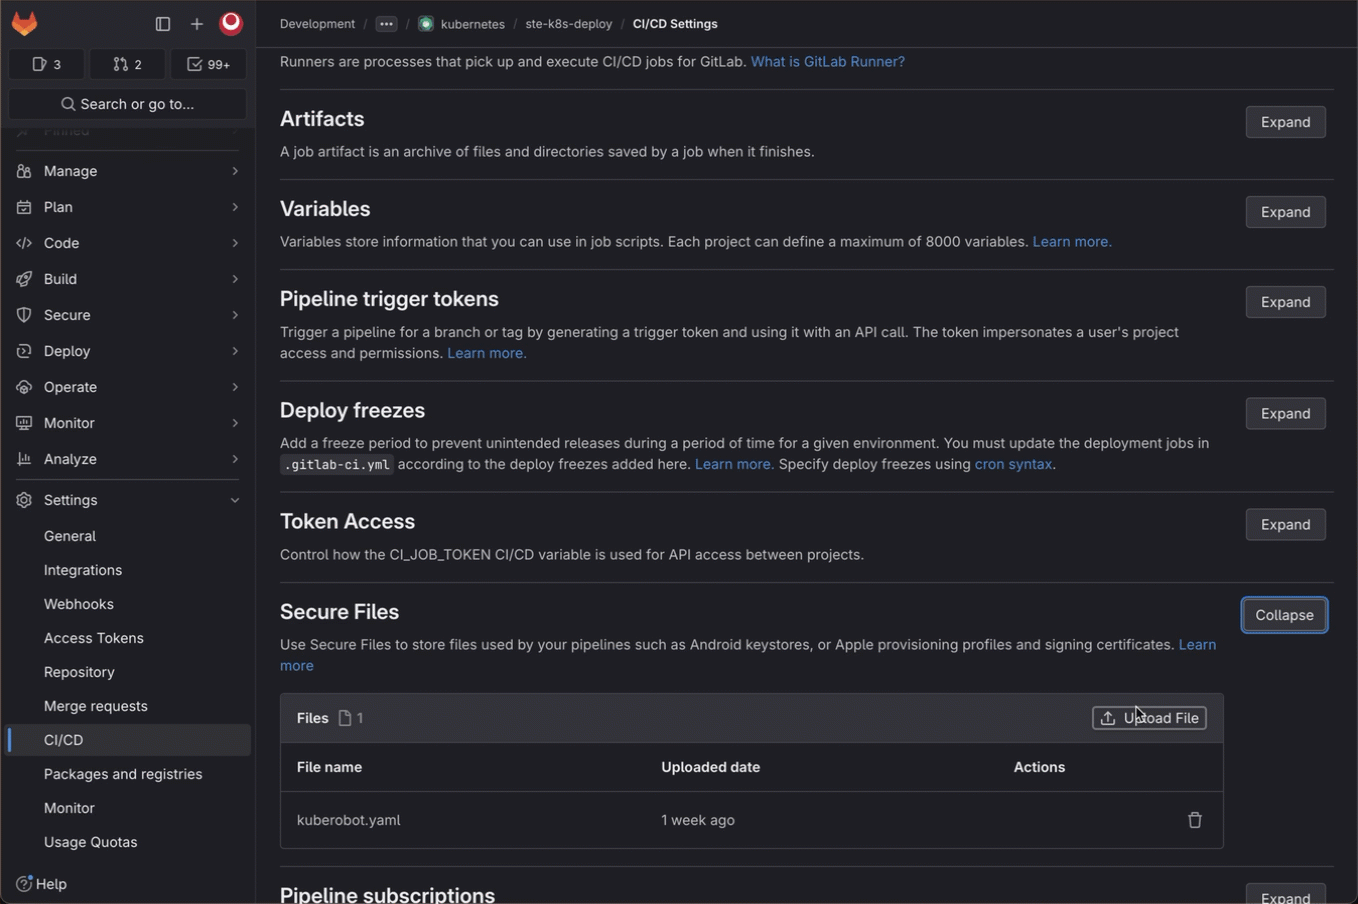 Development / ••• / kubernetes / ste-k8s-deploy / CI/CD Settings
3 2 99+
Search or go to...
Pinned
Manage
Plan
Code
Build
Secure
Deploy
Operate
Monitor
Analyze
Settings
General
Integrations
Webhooks
Access Tokens
Repository
Merge requests
CI/CD
Packages and registries
Monitor
Usage Quotas
Help
Runners are processes that pick up and execute CI/CD jobs for GitLab. What is GitLab Runner?
Artifacts
Expand
A job artifact is an archive of files and directories saved by a job when it finishes.
Variables
Expand
Variables store information that you can use in job scripts. Each project can define a maximum of 8000 variables. Learn more.
Pipeline trigger tokens
Expand
Trigger a pipeline for a branch or tag by generating a trigger token and using it with an API call. The token impersonates a user's project
access and permissions. Learn more.
Deploy freezes
Expand
Add a freeze period to prevent unintended releases during a period of time for a given environment. You must update the deployment jobs in
.gitlab-ci.yml according to the deploy freezes added here. Learn more. Specify deploy freezes using cron syntax.
Token Access
Expand
Control how the CI_JOB_TOKEN CI/CD variable is used for API access between projects.
Secure Files
Collapse
Use Secure Files to store files used by your pipelines such as Android keystores, or Apple provisioning profiles and signing certificates. Learn
more
Files 1
Upload File
File name Uploaded date Actions
kuberobot.yaml 1 week ago
Pipeline subscriptions
Expand